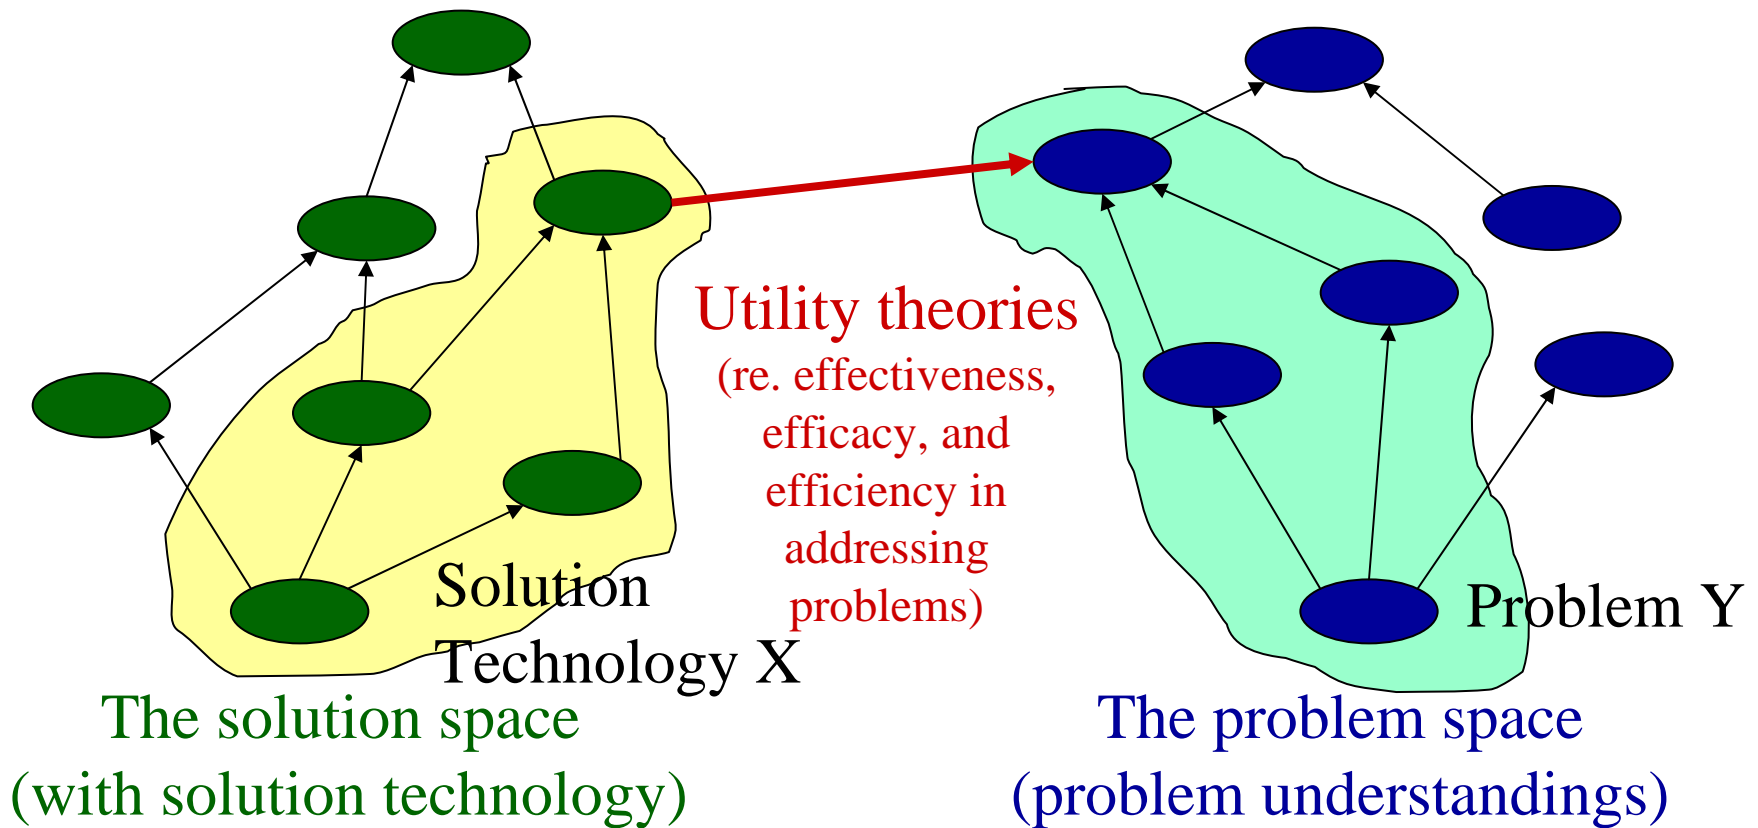 Utility theories
(re. effectiveness,
efficacy, and
efficiency in
addressing
problems)
Solution
Technology X
Problem Y
The solution space
(with solution technology)
The problem space
(problem understandings)